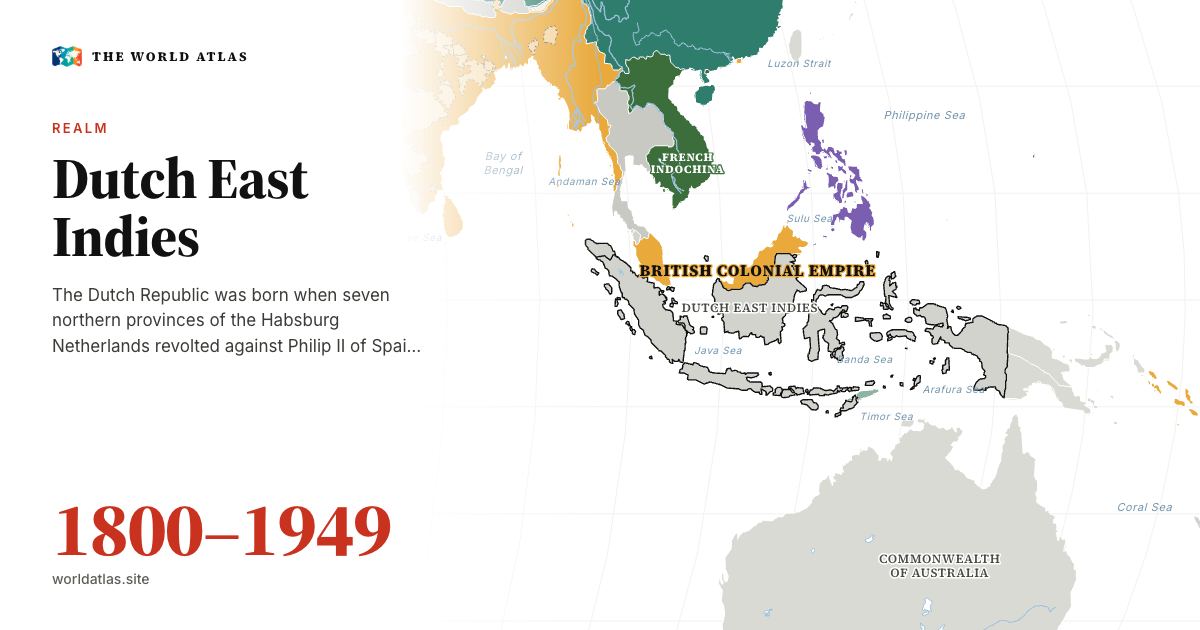 THE WORLD ATLAS
REALM
Dutch East
Indies
The Dutch Republic was born when seven
northern provinces of the Habsburg
Netherlands revolted against Philip II of Spai...
1800–1949
worldatlas.site
Luzon Strait
Philippine Sea
Bay of
Bengal
FRENCH
INDOCHINA
Andaman Sea
Sulu Sea
BRITISH COLONIAL EMPIRE
DUTCH EAST INDIES
Java Sea
Banda Sea
Arafura Sea
Timor Sea
Coral Sea
COMMONWEALTH
OF AUSTRALIA